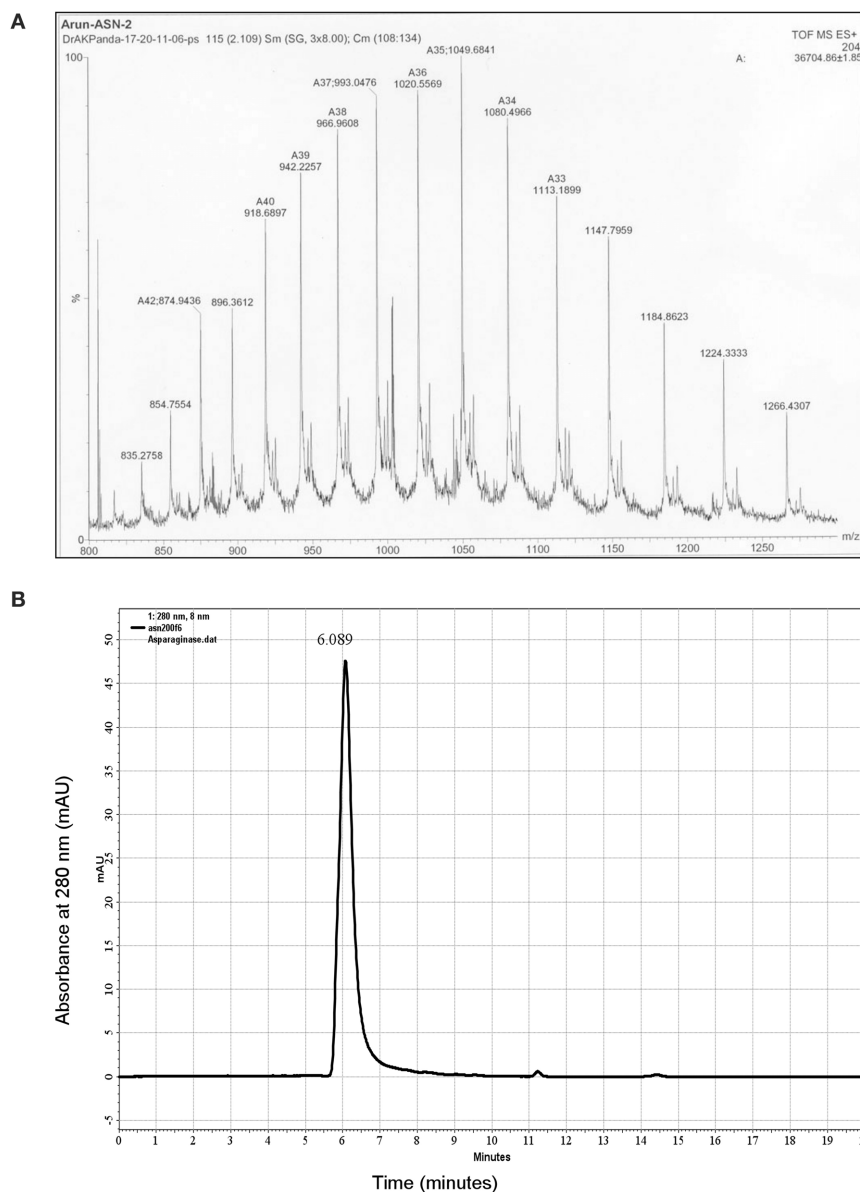 A
Arun-ASN-2
DrAKPanda-17-20-11-06-ps 115 (2.109) Sm (SG, 3x8.00); Cm (108:134)
TOF MS ES+
204
A: 36704.86±1.85
100
%
0
A35;1049.6841
A37;993.0476
A36
1020.5569
A38
966.9608
A34
1080.4966
A39
942.2257
A33
1113.1899
A40
918.6897
1147.7959
A42;874.9436
896.3612
1184.8623
1224.3333
854.7554
1266.4307
835.2758
800 850 900 950 1000 1050 1100 1150 1200 1250
m/z
B
1: 280 nm, 8 nm
asn200f6
Asparaginase.dat
6.089
Absorbance at 280 nm (mAU)
mAU
50
45
40
35
30
25
20
15
10
5
0
-5
0 1 2 3 4 5 6 7 8 9 10 11 12 13 14 15 16 17 18 19
Minutes
Time (minutes)